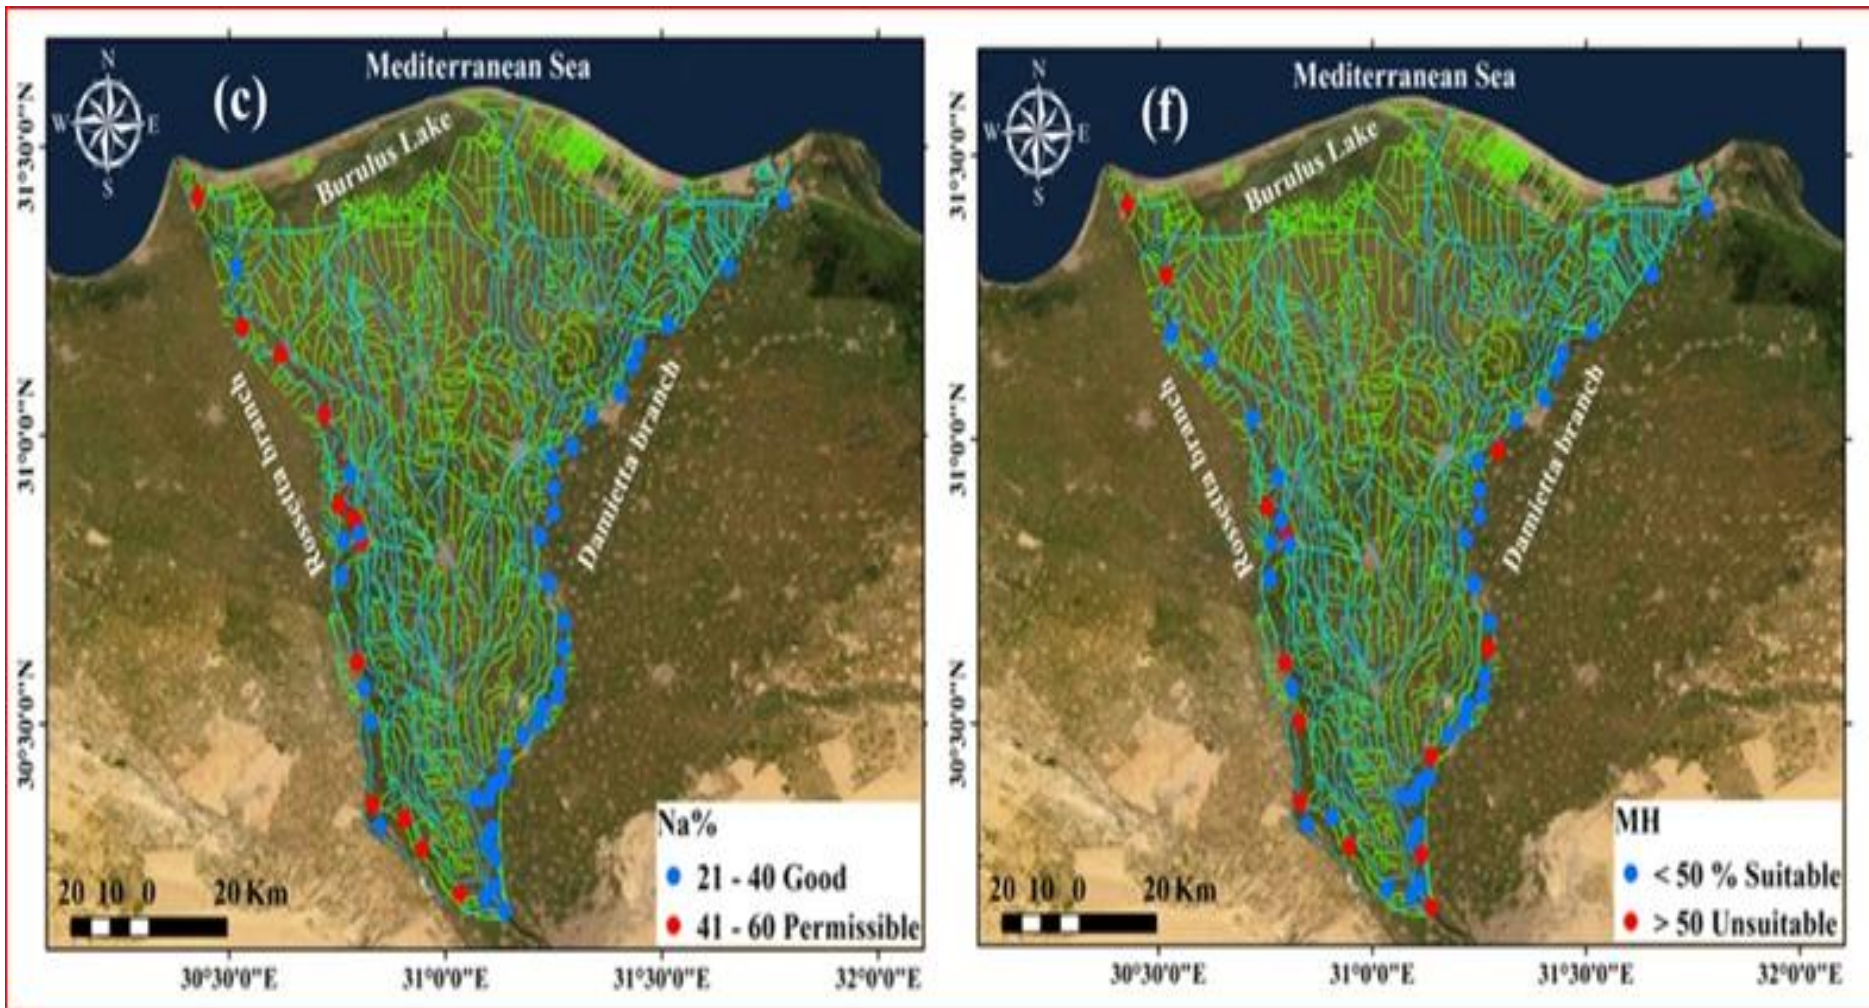 Mediterranean Sea
N
W
E
S
(c)
Burulus Lake
31°30'0"N
31°0'0"N
30°30'0"N
Rossetta branch
Damietta branch
Na%
21 - 40 Good
41 - 60 Permissible
20 10 0 20 Km
30°30'0"E
31°0'0"E
31°30'0"E
32°0'0"E
Mediterranean Sea
N
W
E
S
(f)
Burulus Lake
31°30'0"N
31°0'0"N
30°30'0"N
Rossetta branch
Damietta branch
MH
< 50 % Suitable
> 50 Unsuitable
20 10 0 20 Km
30°30'0"E
31°0'0"E
31°30'0"E
32°0'0"E